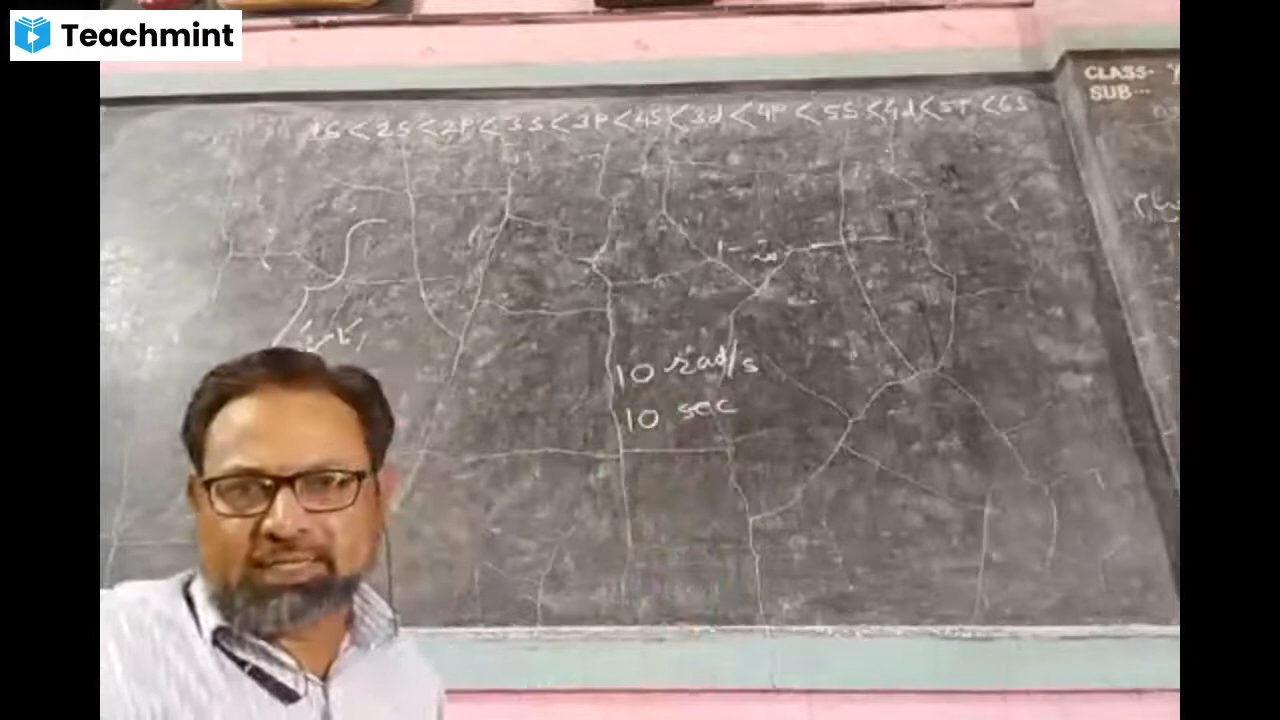 Teachmint
CLASS-
SUB...
1S < 2S < 2P < 3S < 3P < 4S < 3d < 4P < 5S < 4d < 5P < 6S
10 rad/s
10 sec